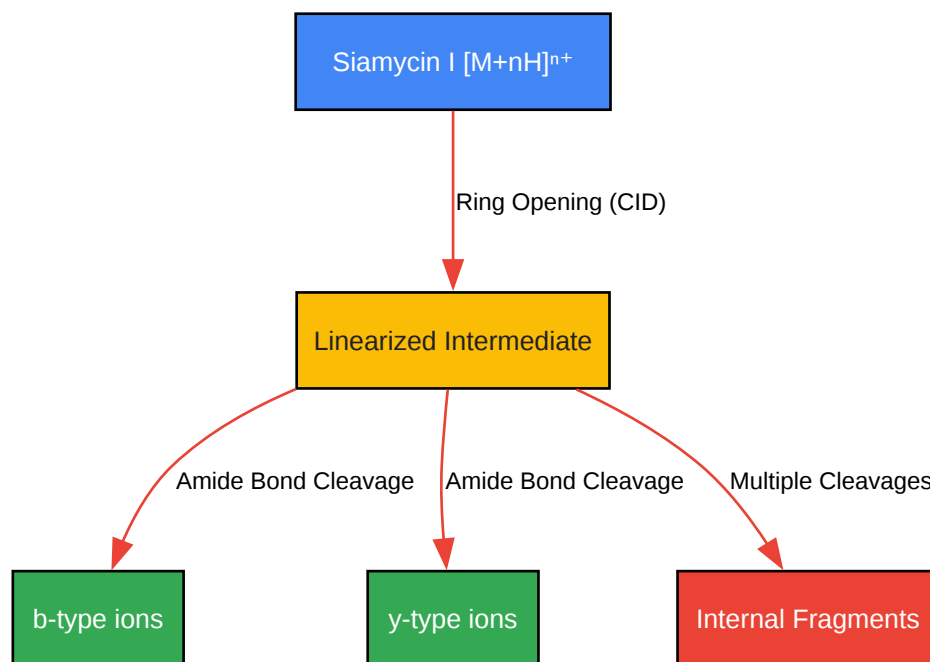 Siamycin I [M+nH]ⁿ⁺
Ring Opening (CID)
Linearized Intermediate
Amide Bond Cleavage
Amide Bond Cleavage
Multiple Cleavages
b-type ions
y-type ions
Internal Fragments